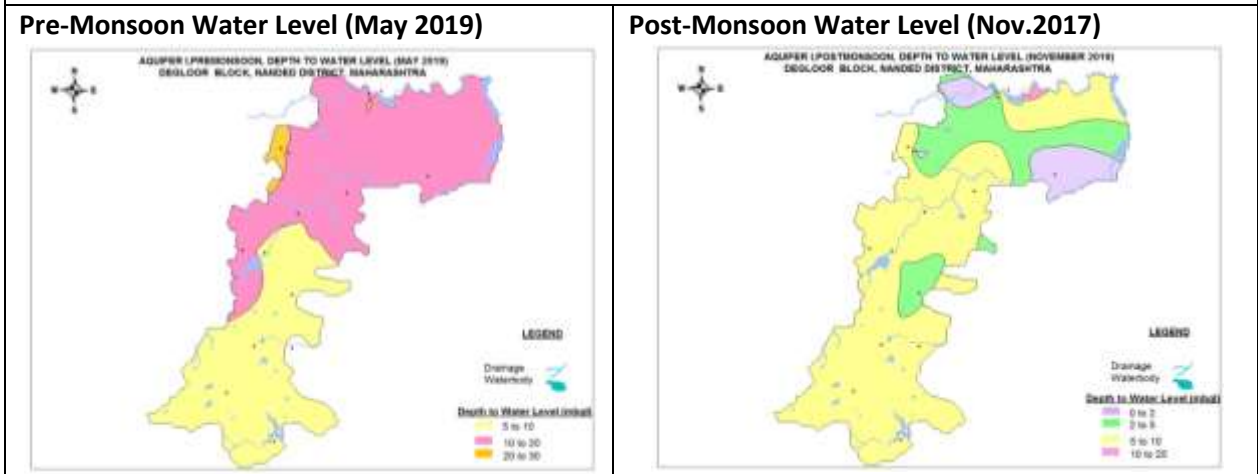 Pre-Monsoon Water Level (May 2019)
AQUIFER I,PREMONSOON, DEPTH TO WATER LEVEL (MAY 2019)
DEGLOOR BLOCK, NANDED DISTRICT, MAHARASHTRA
N
W E
S
LEGEND
Drainage
Waterbody
Depth to Water Level (mbgl)
5 to 10
10 to 20
20 to 30
Post-Monsoon Water Level (Nov.2017)
AQUIFER I,POSTMONSOON, DEPTH TO WATER LEVEL (NOVEMBER 2019)
DEGLOOR BLOCK, NANDED DISTRICT, MAHARASHTRA
N
W E
S
LEGEND
Drainage
Waterbody
Depth to Water Level (mbgl)
0 to 2
2 to 5
5 to 10
10 to 20